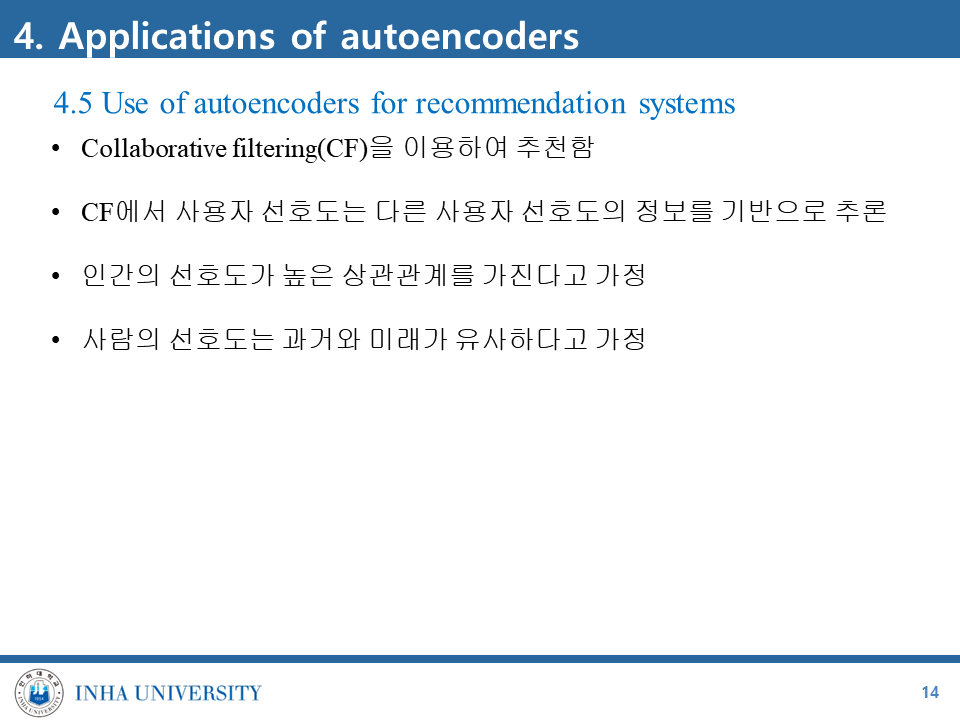 4. Applications of autoencoders
4.5 Use of autoencoders for recommendation systems
• Collaborative filtering(CF)을 이용하여 추천함
• CF에서 사용자 선호도는 다른 사용자 선호도의 정보를 기반으로 추론
• 인간의 선호도가 높은 상관관계를 가진다고 가정
• 사람의 선호도는 과거와 미래가 유사하다고 가정
INHA UNIVERSITY
14